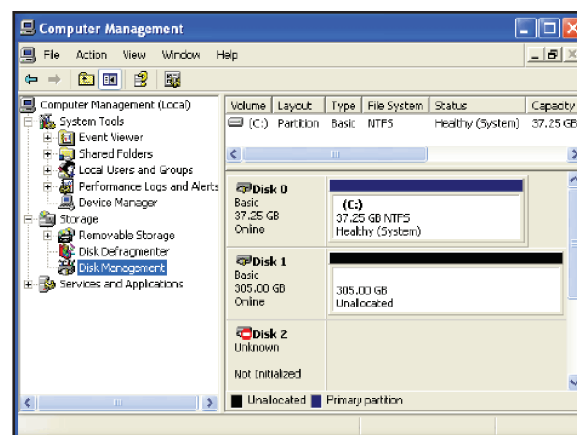 Computer Management
File Action View Window Help
Computer Management (Local)
System Tools
Event Viewer
Shared Folders
Local Users and Groups
Performance Logs and Alerts
Device Manager
Storage
Removable Storage
Disk Defragmenter
Disk Management
Services and Applications
Volume Layout Type File System Status Capacity
(C:) Partition Basic NTFS Healthy (System) 37.25 GB
Disk 0
Basic
37.25 GB
Online
(C:)
37.25 GB NTFS
Healthy (System)
Disk 1
Basic
305.00 GB
Online
305.00 GB
Unalocated
Disk 2
Unknown
Not Initialized
Unalocated Primary partition